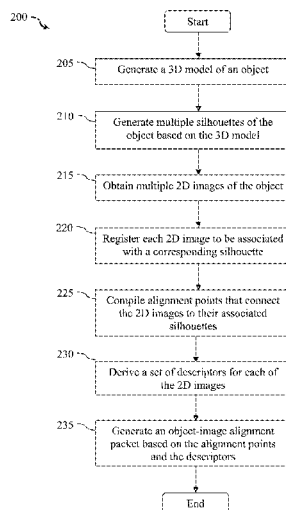 200
Start
205
Generate a 3D model of an object
210
Generate multiple silhouettes of the
object based on the 3D model
215
Obtain multiple 2D images of the object
220
Register each 2D image to be associated
with a corresponding silhouette
225
Compile alignment points that connect
the 2D images to their associated
silhouettes
230
Derive a set of descriptors for each of
the 2D images
235
Generate an object-image alignment
packet based on the alignment points
and the descriptors
End